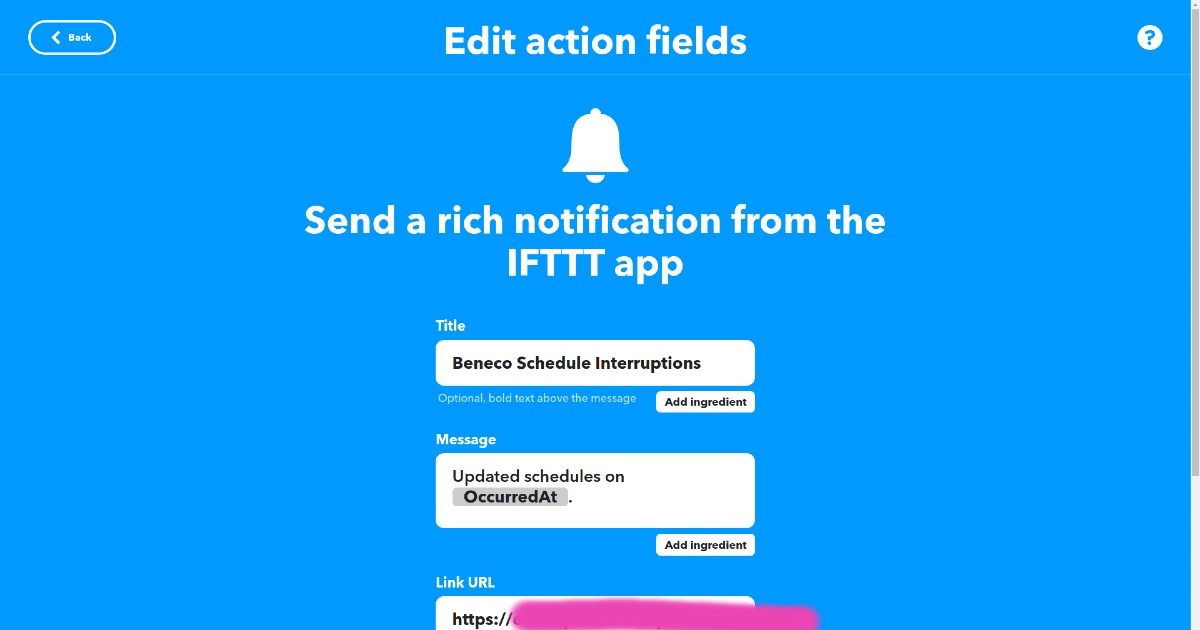 Back
Edit action fields
?
Send a rich notification from the
IFTTT app
Title
Beneco Schedule Interruptions
Optional, bold text above the message
Add ingredient
Message
Updated schedules on
OccurredAt .
Add ingredient
Link URL
https://